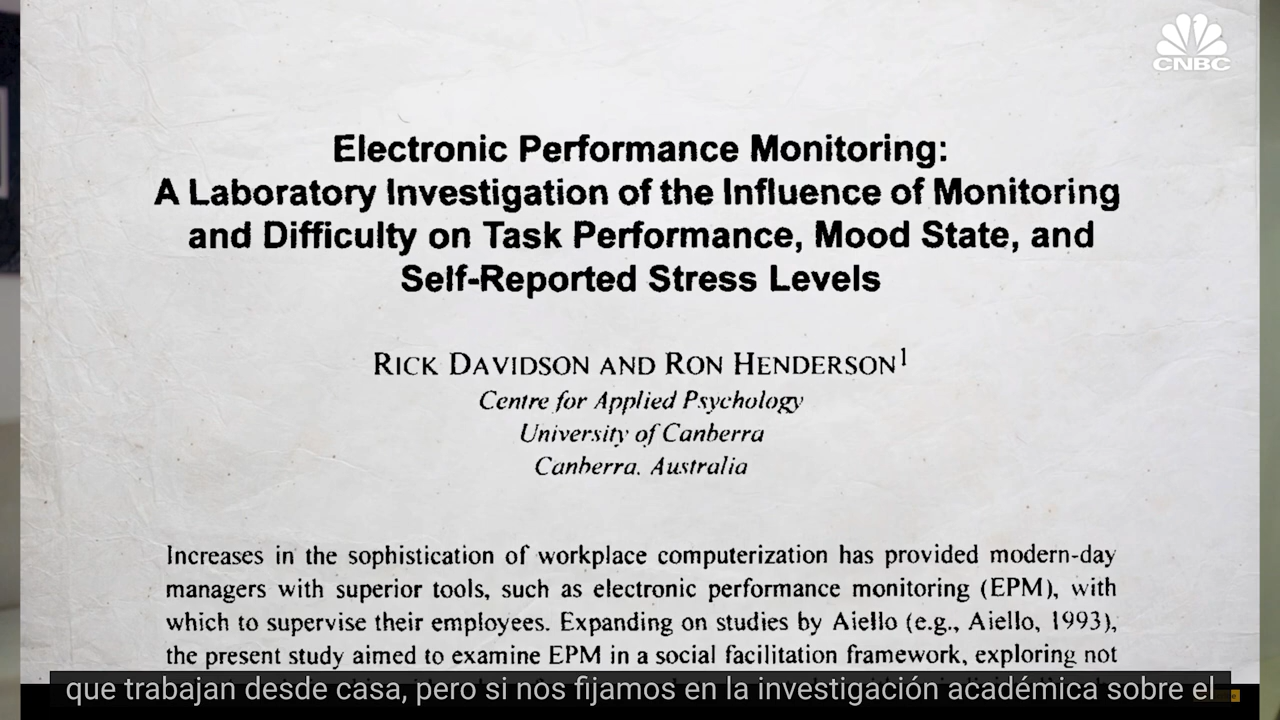 CNBC
Electronic Performance Monitoring:
A Laboratory Investigation of the Influence of Monitoring
and Difficulty on Task Performance, Mood State, and
Self-Reported Stress Levels
RICK DAVIDSON AND RON HENDERSON1
Centre for Applied Psychology
University of Canberra
Canberra, Australia
Increases in the sophistication of workplace computerization has provided modern-day
managers with superior tools, such as electronic performance monitoring (EPM), with
which to supervise their employees. Expanding on studies by Aiello (e.g., Aiello, 1993),
the present study aimed to examine EPM in a social facilitation framework, exploring not
que trabajan desde casa, pero si nos fijamos en la investigación académica sobre el